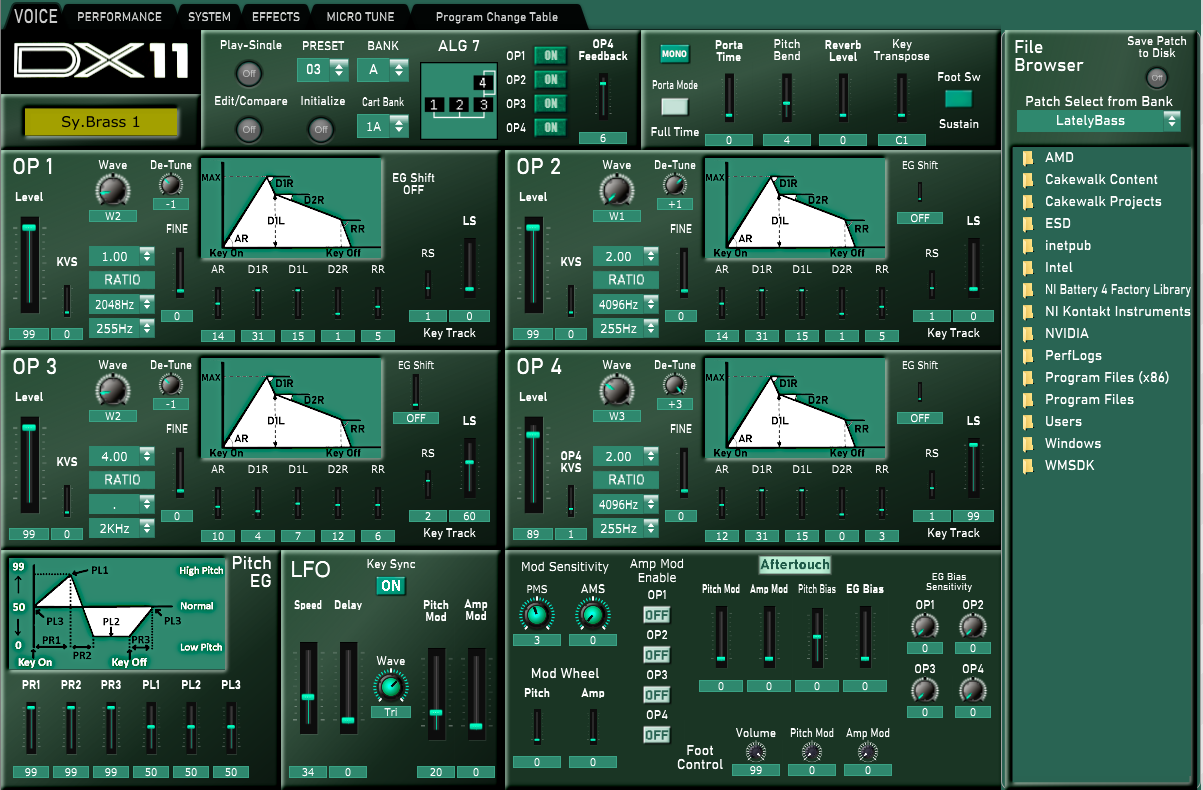 VOICE PERFORMANCE SYSTEM EFFECTS MICRO TUNE Program Change Table
DX11
Sy.Brass 1
Play-Single PRESET BANK ALG 7
Off 03 A
Edit/Compare Initialize Cart Bank
Off Off 1A
4
1 2 3
OP1 ON
OP2 ON
OP3 ON
OP4 ON
OP4
Feedback
6
MONO
Porta Mode
Full Time
Porta
Time
0
Pitch
Bend
4
Reverb
Level
0
Key
Transpose
C1
Foot Sw
Sustain
File
Browser
Save Patch
to Disk
Off
Patch Select from Bank
LatelyBass
AMD
Cakewalk Content
Cakewalk Projects
ESD
inetpub
Intel
NI Battery 4 Factory Library
NI Kontakt Instruments
NVIDIA
PerfLogs
Program Files (x86)
Program Files
Users
Windows
WMSDK
OP 1
Level
99
KVS
0
Wave
W2
De-Tune
-1
FINE
0
1.00
RATIO
2048Hz
255Hz
MAX
D1R
D2R
D1L
RR
AR
Key On Key Off
AR D1R D1L D2R RR
14 31 15 1 5
EG Shift
OFF
RS
LS
1 0
Key Track
OP 2
Level
99
KVS
0
Wave
W1
De-Tune
+1
FINE
0
2.00
RATIO
4096Hz
255Hz
MAX
D1R
D2R
D1L
RR
AR
Key On Key Off
AR D1R D1L D2R RR
14 31 15 1 5
EG Shift
OFF
RS
LS
1 0
Key Track
OP 3
Level
99
KVS
0
Wave
W2
De-Tune
-1
FINE
0
4.00
RATIO
.
2KHz
MAX
D1R
D2R
D1L
RR
AR
Key On Key Off
AR D1R D1L D2R RR
10 4 7 12 6
EG Shift
OFF
RS
LS
2 60
Key Track
OP 4
Level
89
OP4
KVS
1
Wave
W3
De-Tune
+3
FINE
0
2.00
RATIO
4096Hz
255Hz
MAX
D1R
D2R
D1L
RR
AR
Key On Key Off
AR D1R D1L D2R RR
12 31 15 0 3
EG Shift
OFF
RS
LS
1 99
Key Track
Pitch
EG
99 PL1 High Pitch
50 Normal
PL3 PL2 PL3
PR1 PR3
0 PR2 Low Pitch
Key On Key Off
PR1 PR2 PR3 PL1 PL2 PL3
99 99 99 50 50 50
LFO
Key Sync
ON
Speed Delay
34 0
Wave
Tri
Pitch
Mod
20
Amp
Mod
0
Mod Sensitivity
PMS AMS
3 0
Mod Wheel
Pitch Amp
0 0
Amp Mod
Enable
OP1
OFF
OP2
OFF
OP3
OFF
OP4
OFF
Aftertouch
Pitch Mod Amp Mod Pitch Bias EG Bias
0 0 0 0
EG Bias
Sensitivity
OP1 OP2
0 0
OP3 OP4
0 0
Foot
Control
Volume Pitch Mod Amp Mod
99 0 0